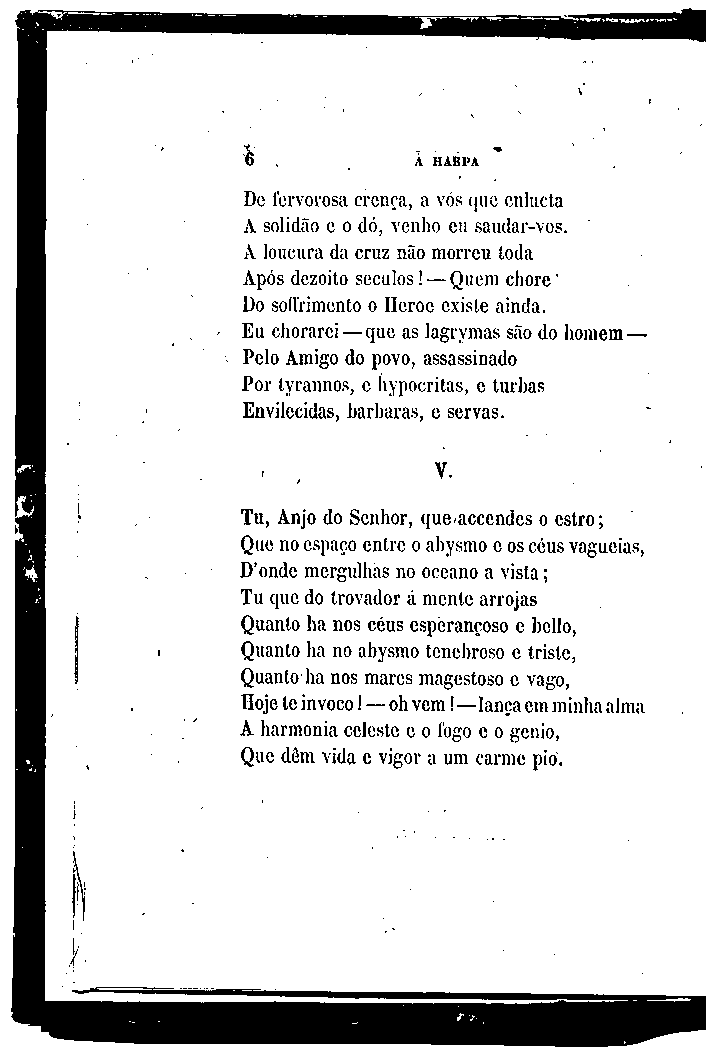 6 A HARPA
De fervorosa crença, a vós que enlucta
A solidão e o dó, venho eu saudar-vos.
A loucura da cruz não morreu toda
Após dezoito seculos! — Quem chore
Do soffrimento o Heroe existe ainda.
Eu chorarei — que as lagrymas são do homem —
Pelo Amigo do povo, assassinado
Por tyrannos, e hypocritas, e turbas
Envilecidas, barbaras, e servas.
V.
Tu, Anjo do Senhor, que accendes o estro;
Que no espaço entre o abysmo e os céus vagueias,
D'onde mergulhas no oceano a vista;
Tu que do trovador á mente arrojas
Quanto ha nos céus esperançoso e bello,
Quanto ha no abysmo tenebroso e triste,
Quanto ha nos mares magestoso e vago,
Hoje te invoco! — oh vem! — lança em minha alma
A harmonia celeste e o fogo e o genio,
Que dêm vida e vigor a um carme pio.